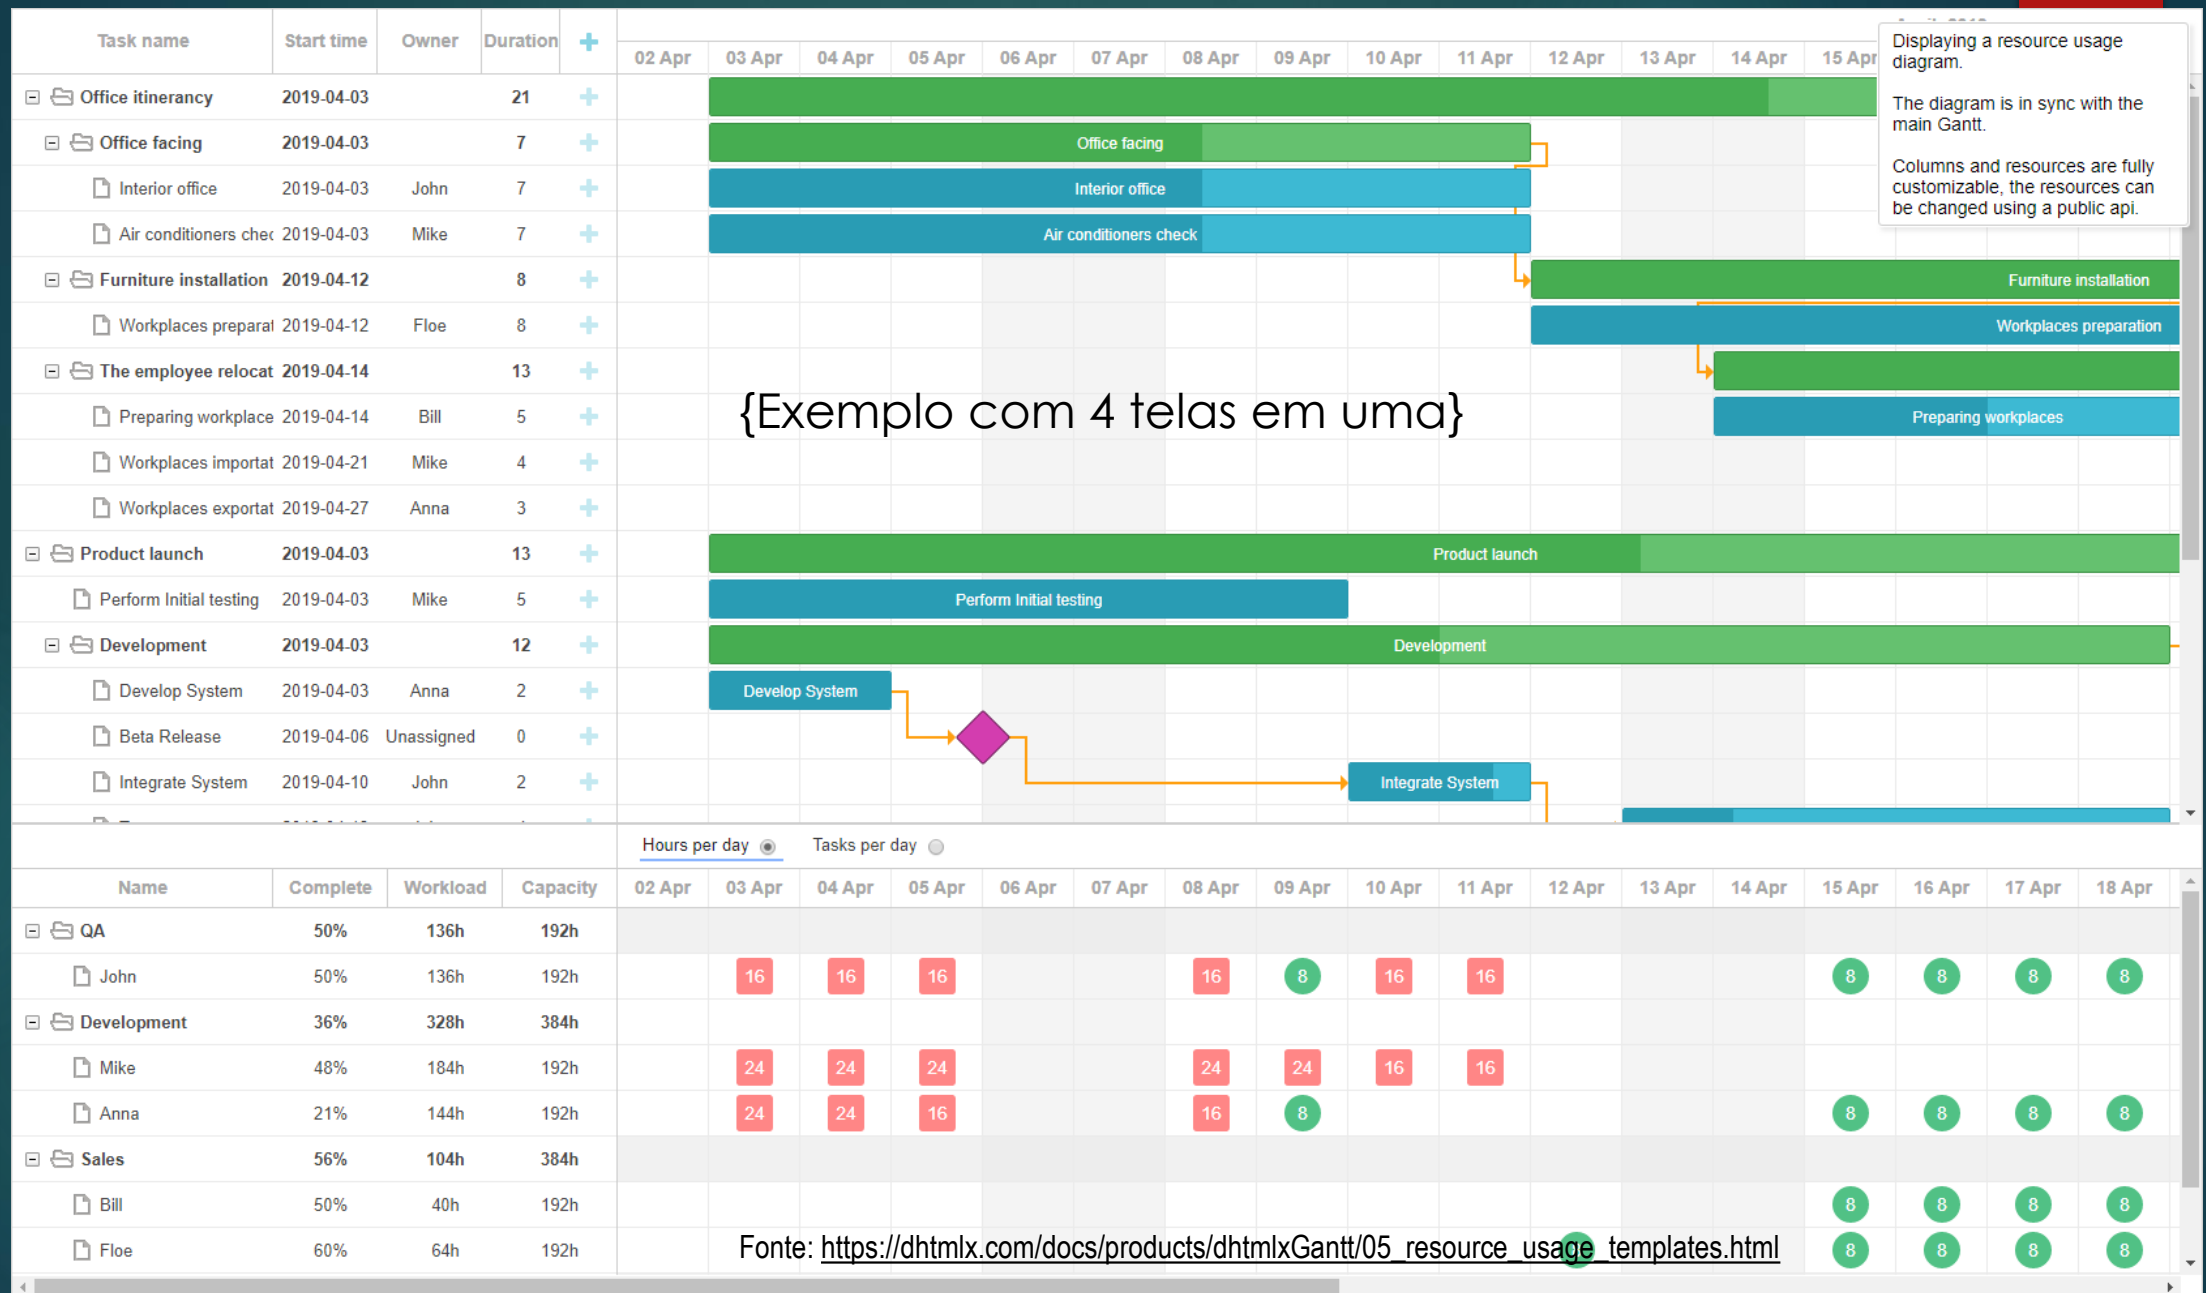 Task name Start time Owner Duration
02 Apr 03 Apr 04 Apr 05 Apr 06 Apr 07 Apr 08 Apr 09 Apr 10 Apr 11 Apr 12 Apr 13 Apr 14 Apr 15 Apr
Displaying a resource usage
diagram.
The diagram is in sync with the
main Gantt.
Columns and resources are fully
customizable, the resources can
be changed using a public api.
Office itinerancy 2019-04-03 21
Office facing 2019-04-03 7 Office facing
Interior office 2019-04-03 John 7 Interior office
Air conditioners chec 2019-04-03 Mike 7 Air conditioners check
Furniture installation 2019-04-12 8 Furniture installation
Workplaces preparat 2019-04-12 Floe 8 Workplaces preparation
The employee relocat 2019-04-14 13
Preparing workplace 2019-04-14 Bill 5 Preparing workplaces
{Exemplo com 4 telas em uma}
Workplaces importat 2019-04-21 Mike 4
Workplaces exportat 2019-04-27 Anna 3
Product launch 2019-04-03 13 Product launch
Perform Initial testing 2019-04-03 Mike 5 Perform Initial testing
Development 2019-04-03 12 Development
Develop System 2019-04-03 Anna 2 Develop System
Beta Release 2019-04-06 Unassigned 0
Integrate System 2019-04-10 John 2 Integrate System
Hours per day Tasks per day
Name Complete Workload Capacity 02 Apr 03 Apr 04 Apr 05 Apr 06 Apr 07 Apr 08 Apr 09 Apr 10 Apr 11 Apr 12 Apr 13 Apr 14 Apr 15 Apr 16 Apr 17 Apr 18 Apr
QA 50% 136h 192h
John 50% 136h 192h 16 16 16 16 8 16 16 8 8 8 8
Development 36% 328h 384h
Mike 48% 184h 192h 24 24 24 24 24 16 16
Anna 21% 144h 192h 24 24 16 16 8 8 8 8 8
Sales 56% 104h 384h
Bill 50% 40h 192h 8 8 8 8
Floe 60% 64h 192h 8 8 8 8
Fonte: https://dhtmlx.com/docs/products/dhtmlxGantt/05_resource_usage_templates.html